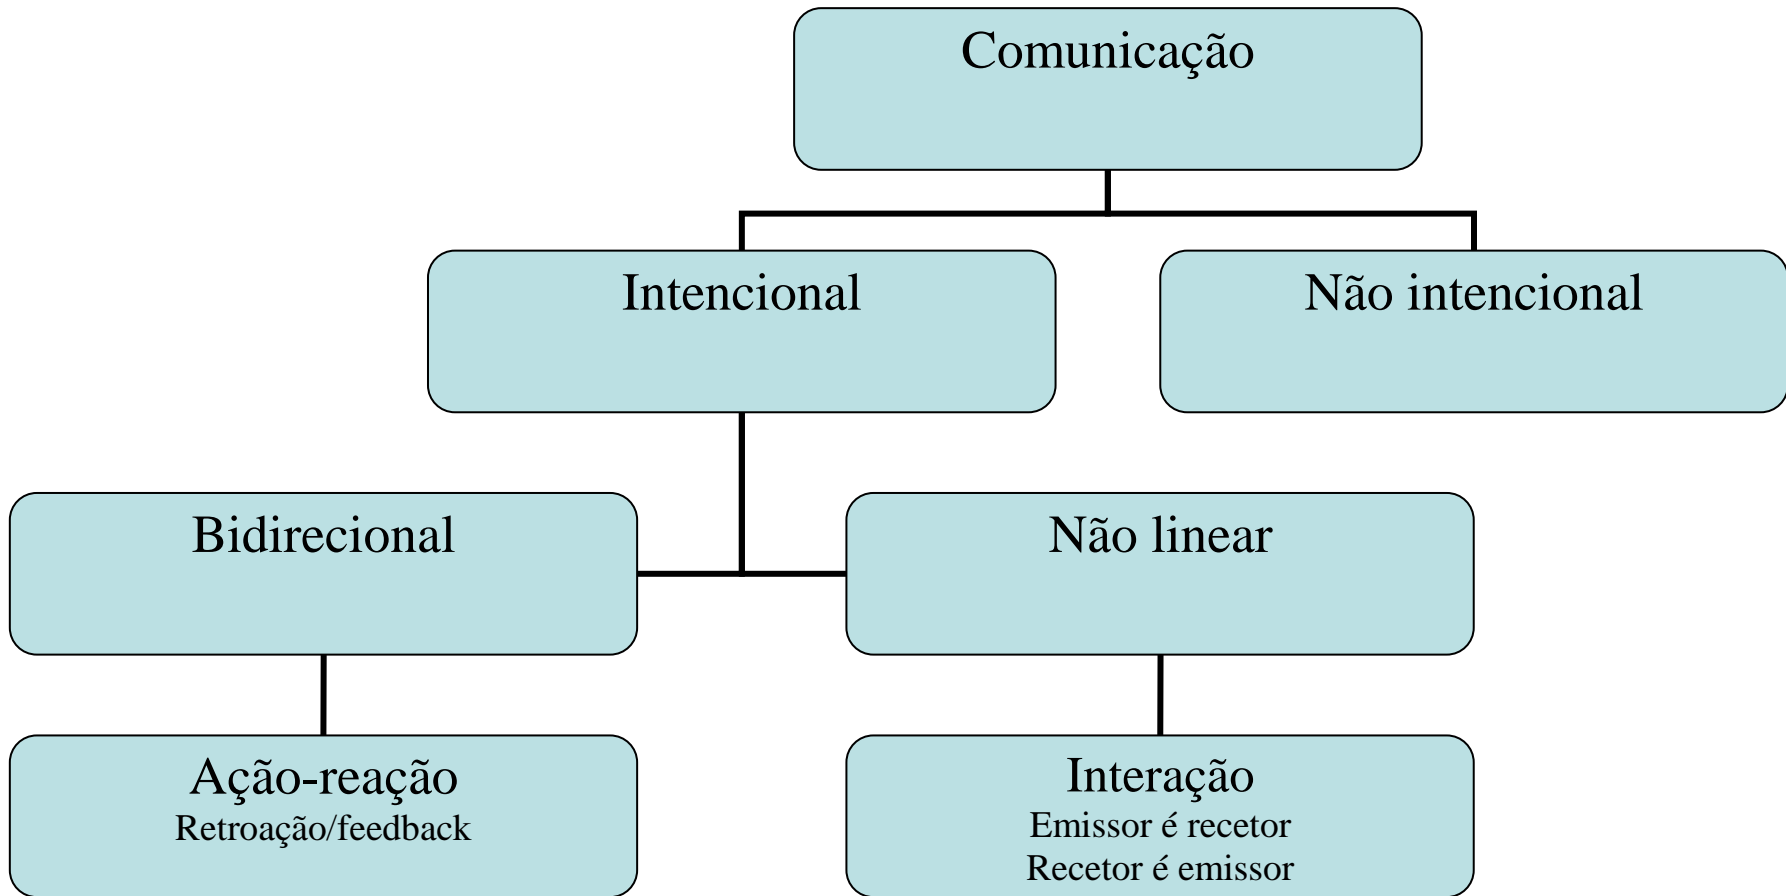 Comunicação
Intencional
Não intencional
Bidirecional
Não linear
Ação-reação
Retroação/feedback
Interação
Emissor é recetor
Recetor é emissor